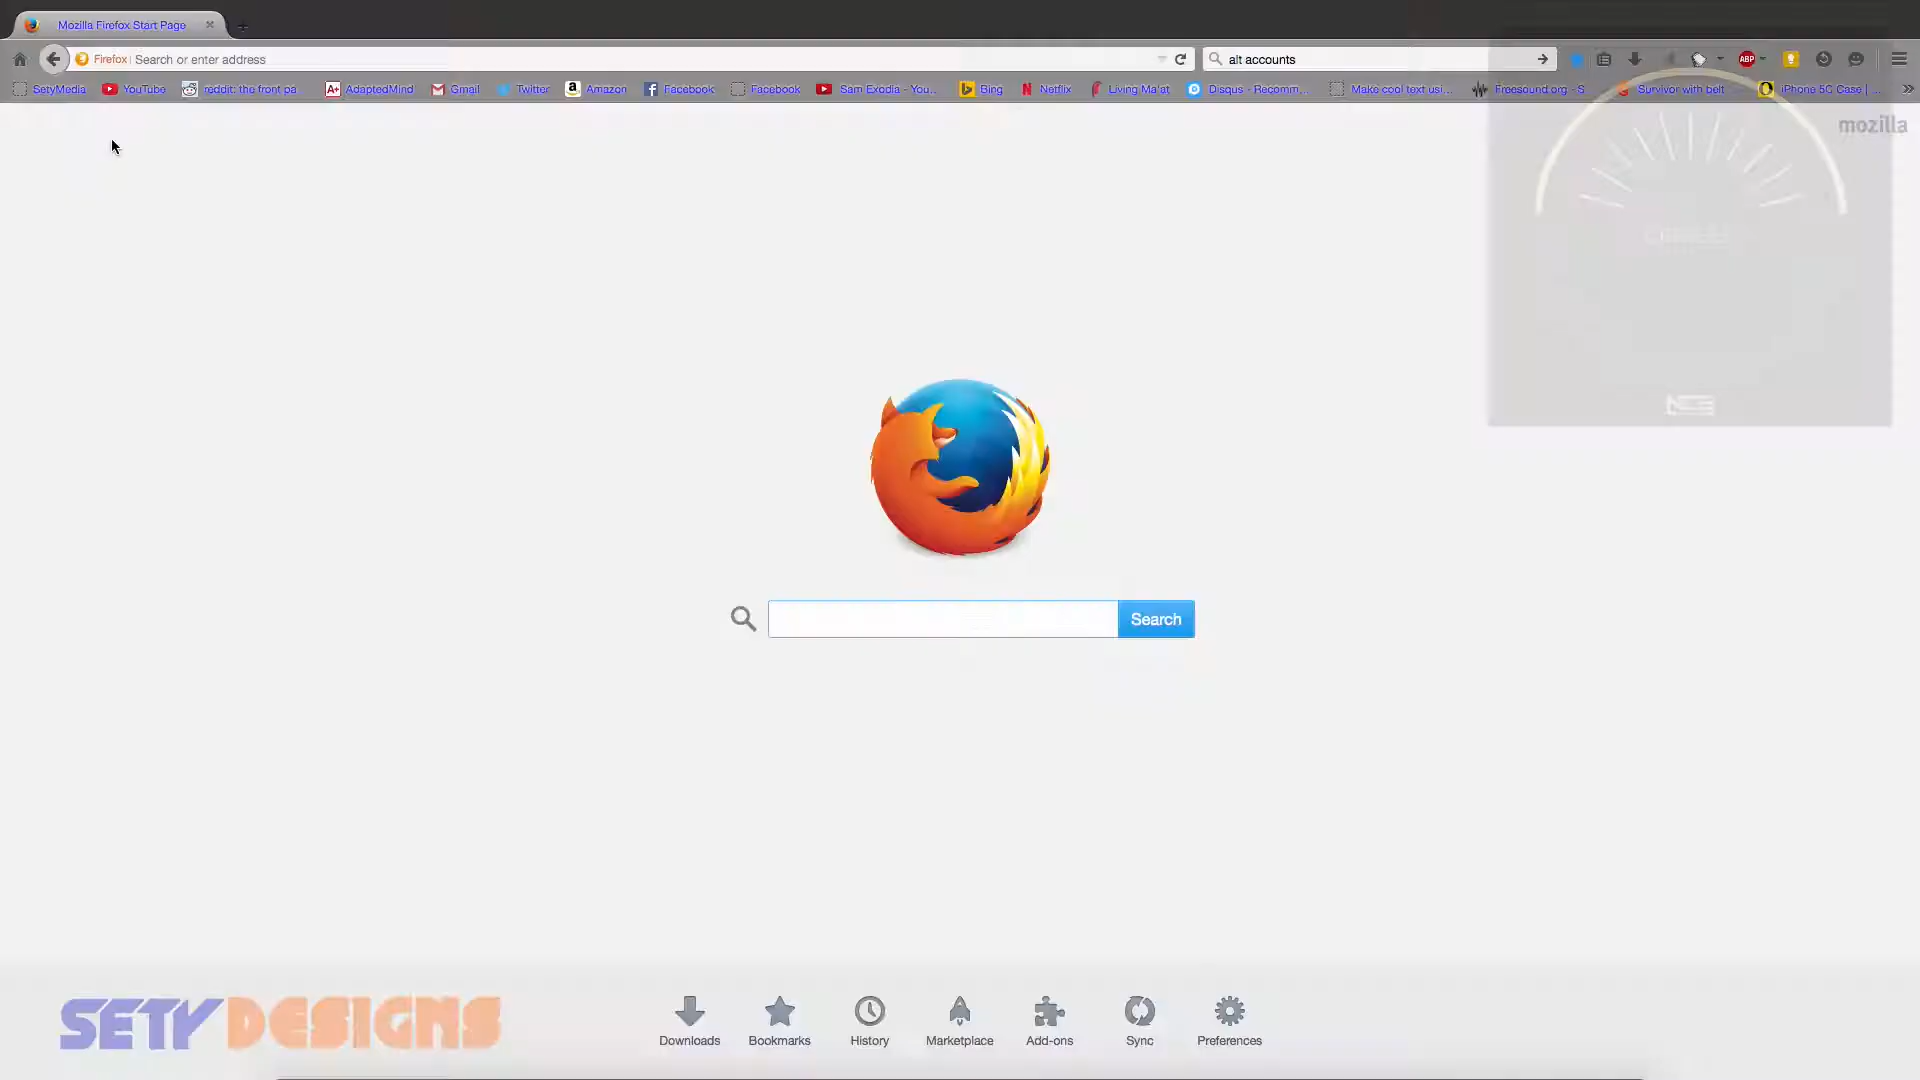 Mozilla Firefox Start Page
Firefox Search or enter address
alt accounts
ABP
SetyMedia YouTube reddit: the front pa A+ AdaptedMind Gmail Twitter Amazon Facebook Facebook Sam Exodia - You... Bing Netflix Living Ma'at Disqus - Recomm... Make cool text usi... Freesound.org - S Survivor with belt iPhone 5C Case | ...
mozilla
Search
SETY DESIGNS
Downloads Bookmarks History Marketplace Add-ons Sync Preferences